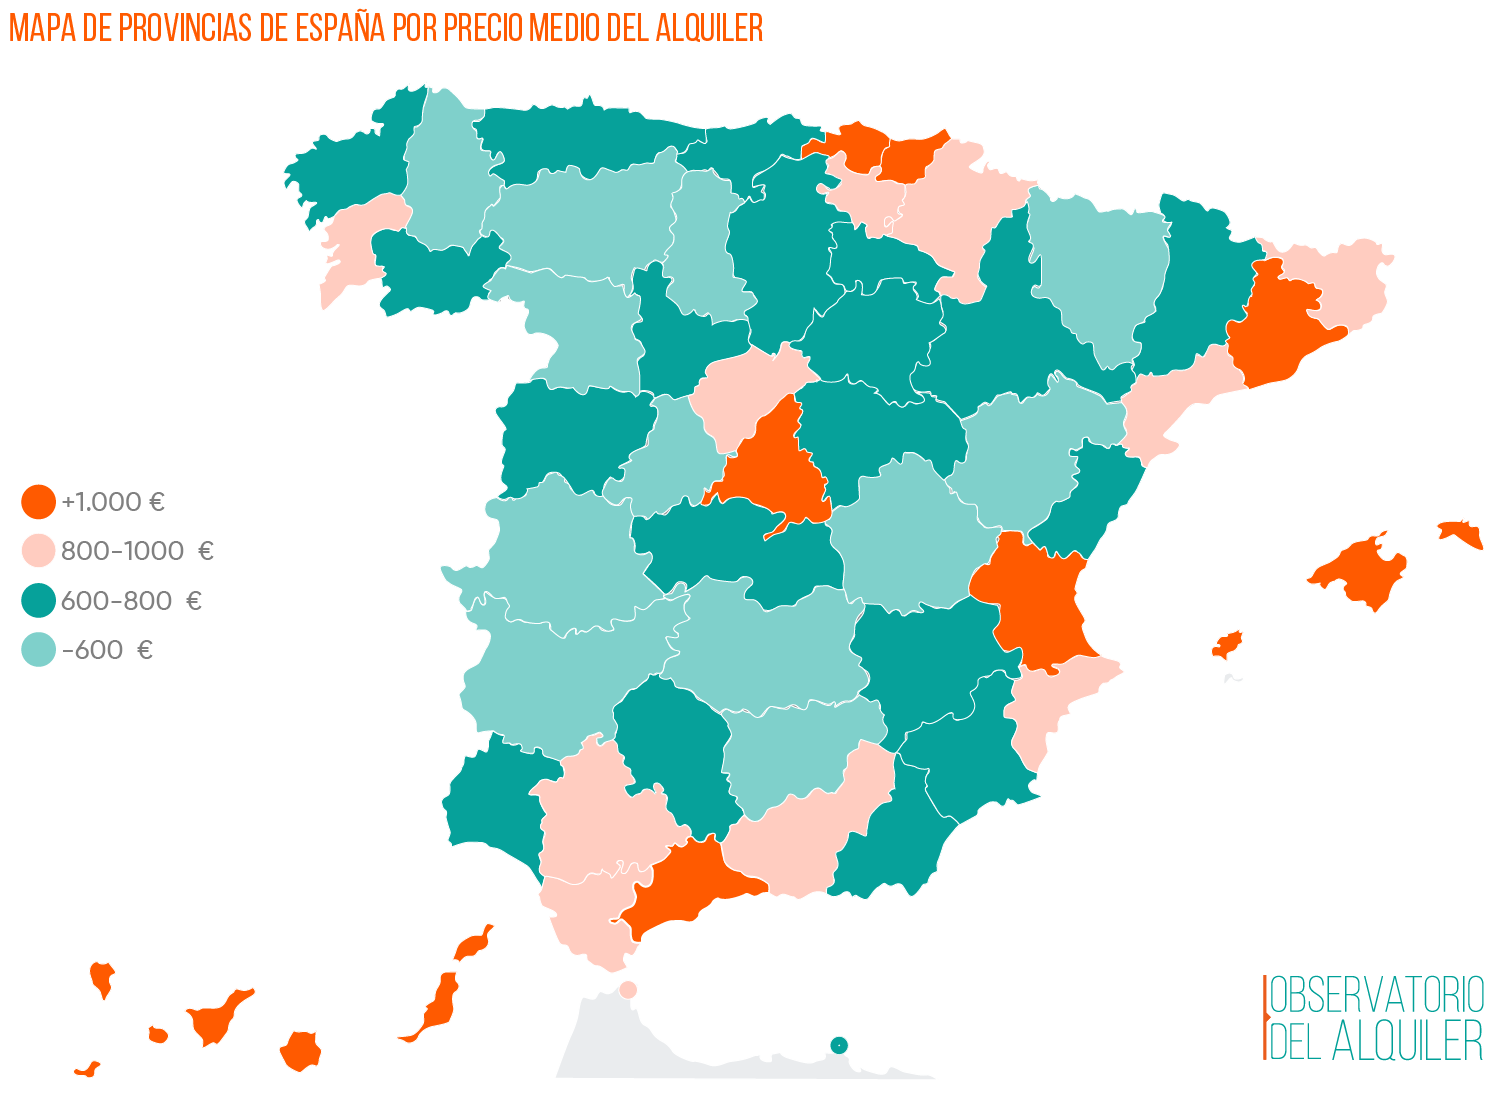 MAPA DE PROVINCIAS DE ESPAÑA POR PRECIO MEDIO DEL ALQUILER
+1.000 €
800-1000 €
600-800 €
-600 €
OBSERVATORIO
DEL ALQUILER